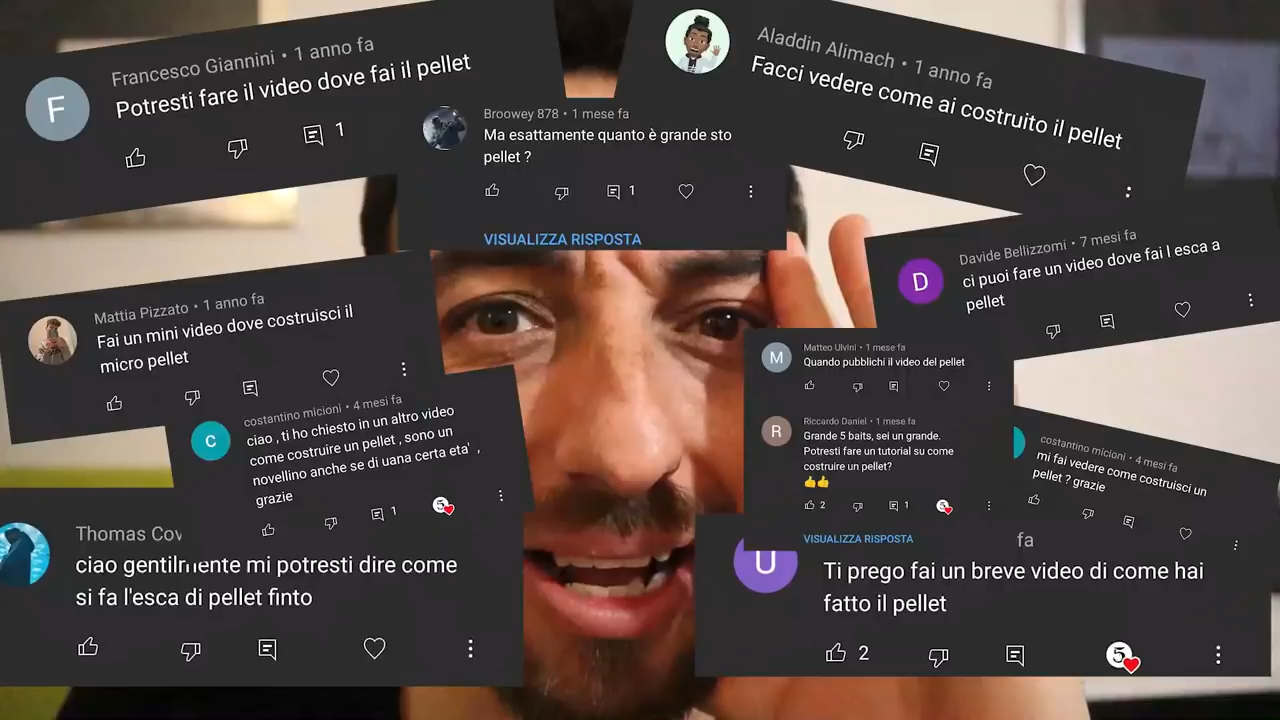 F
Francesco Giannini • 1 anno fa
Potresti fare il video dove fai il pellet
1
Broowey 878 • 1 mese fa
Ma esattamente quanto è grande sto
pellet ?
1
VISUALIZZA RISPOSTA
Aladdin Alimach • 1 anno fa
Facci vedere come ai costruito il pellet
D
Davide Bellizzomi • 7 mesi fa
ci puoi fare un video dove fai l esca a
pellet
Mattia Pizzato • 1 anno fa
Fai un mini video dove costruisci il
micro pellet
c
costantino micioni • 4 mesi fa
ciao , ti ho chiesto in un altro video
come costruire un pellet , sono un
novellino anche se di uana certa eta' ,
grazie
1
5
M
Matteo Ulvini • 1 mese fa
Quando pubblichi il video del pellet
R
Riccardo Daniel • 1 mese fa
Grande 5 baits, sei un grande.
Potresti fare un tutorial su come
costruire un pellet?
👍👍
2
1
5
VISUALIZZA RISPOSTA
costantino micioni • 4 mesi fa
mi fai vedere come costruisci un
pellet ? grazie
Thomas Cov
ciao gentilmente mi potresti dire come
si fa l'esca di pellet finto
U
fa
Ti prego fai un breve video di come hai
fatto il pellet
2
5